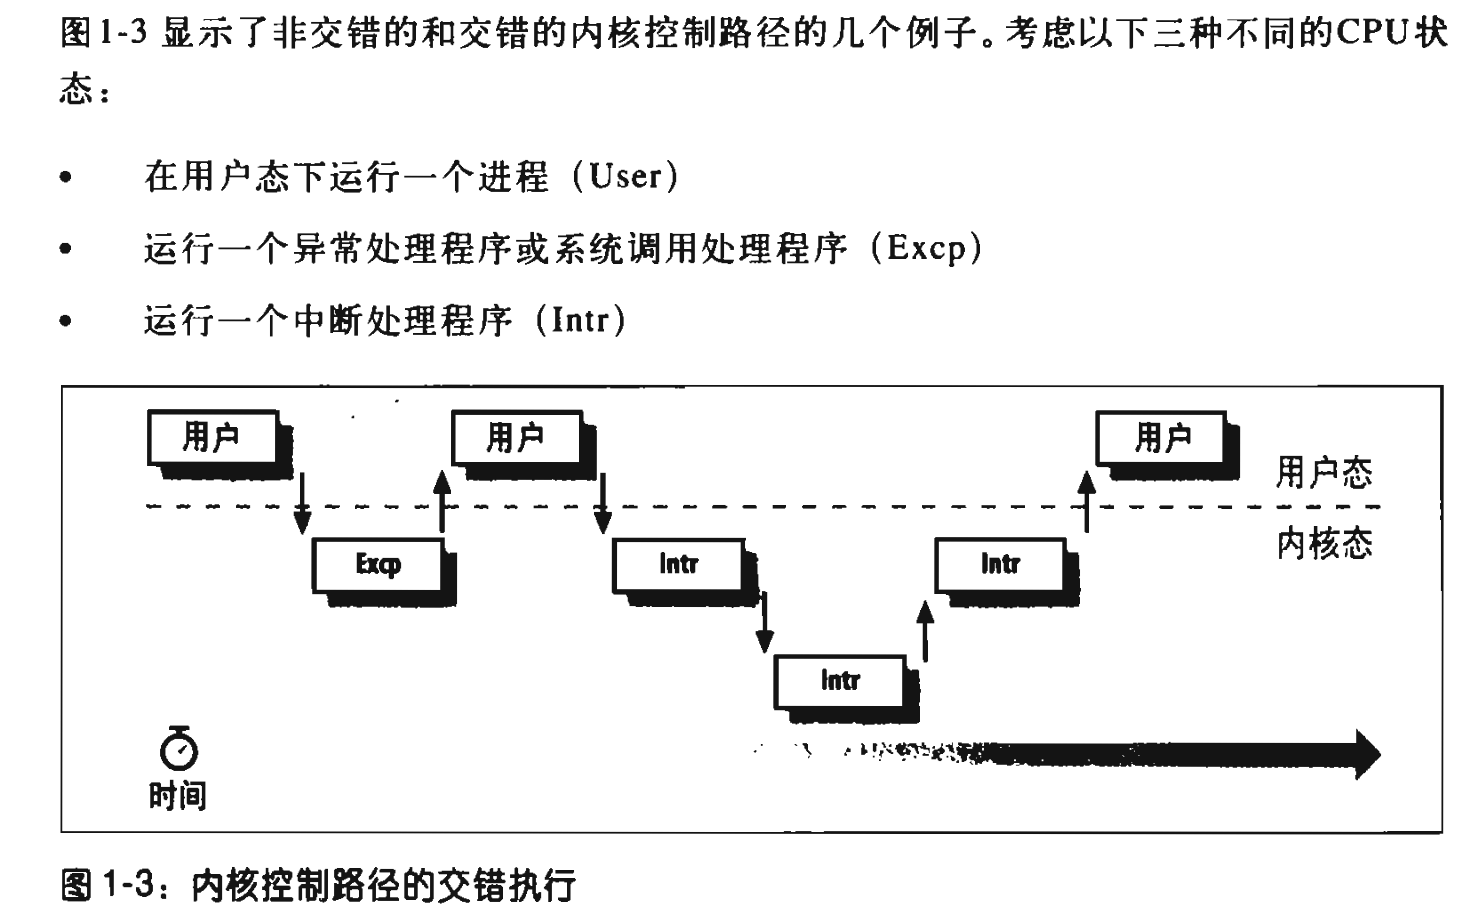 图1-3 显示了非交错的和交错的内核控制路径的几个例子。考虑以下三种不同的CPU状
态：
• 在用户态下运行一个进程（User）
• 运行一个异常处理程序或系统调用处理程序（Excp）
• 运行一个中断处理程序（Intr）
用户 用户 用户
用户态
内核态
Excp Intr Intr
Intr
时间
图 1-3：内核控制路径的交错执行